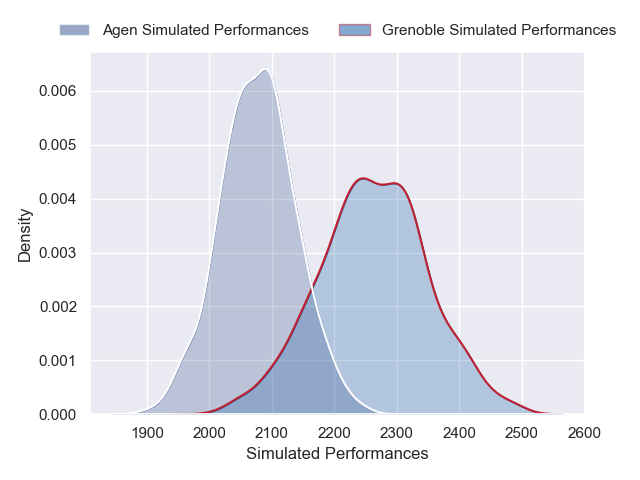 Agen Simulated Performances Grenoble Simulated Performances
0.006
0.005
0.004
0.003
0.002
0.001
0.000
Density
1900 2000 2100 2200 2300 2400 2500 2600
Simulated Performances